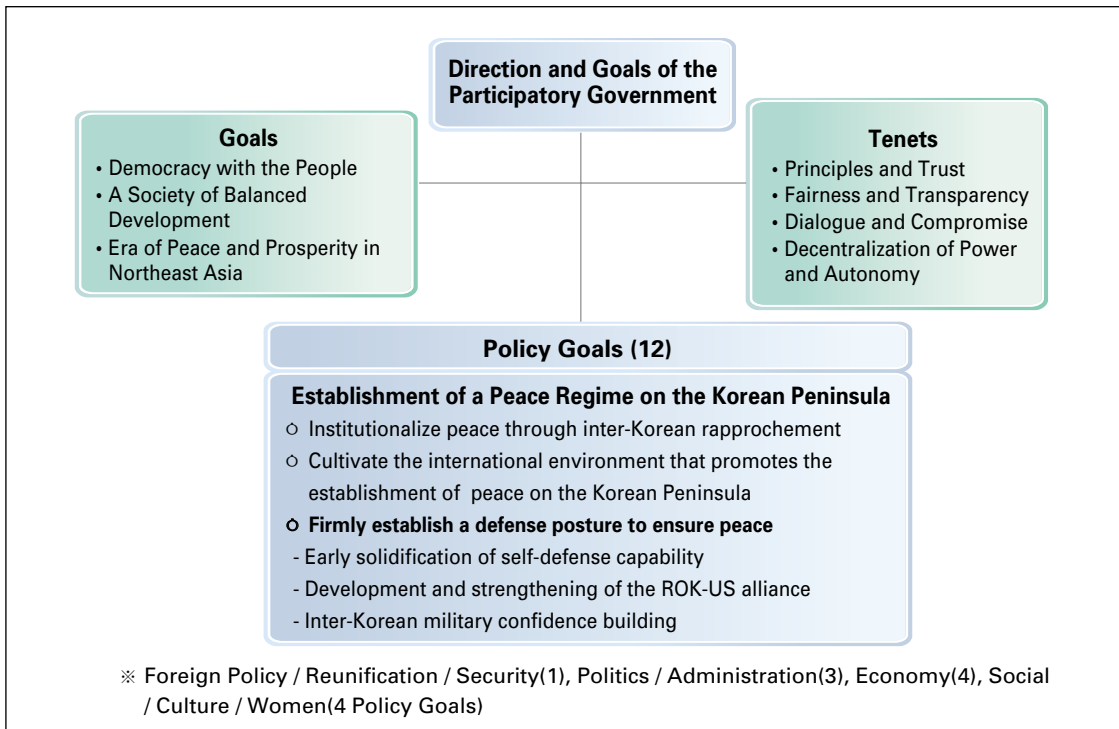 Direction and Goals of the
Participatory Government
Goals
• Democracy with the People
• A Society of Balanced
Development
• Era of Peace and Prosperity in
Northeast Asia
Tenets
• Principles and Trust
• Fairness and Transparency
• Dialogue and Compromise
• Decentralization of Power
and Autonomy
Policy Goals (12)
Establishment of a Peace Regime on the Korean Peninsula
○ Institutionalize peace through inter-Korean rapprochement
○ Cultivate the international environment that promotes the
establishment of peace on the Korean Peninsula
○ Firmly establish a defense posture to ensure peace
- Early solidification of self-defense capability
- Development and strengthening of the ROK-US alliance
- Inter-Korean military confidence building
※ Foreign Policy / Reunification / Security(1), Politics / Administration(3), Economy(4), Social
/ Culture / Women(4 Policy Goals)